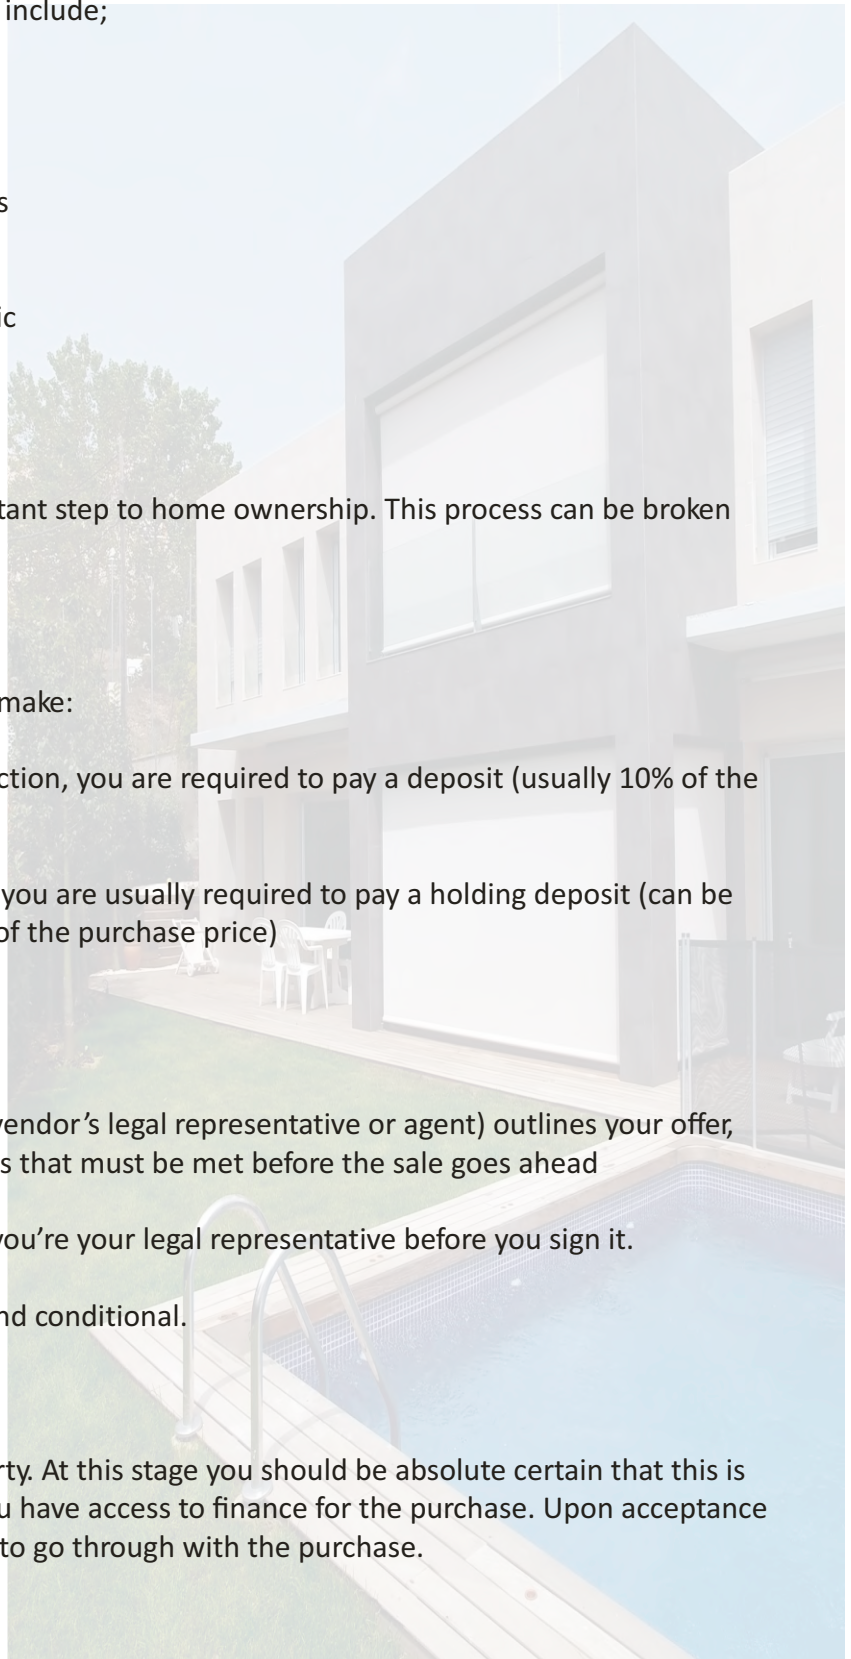 include;
s
ic
tant step to home ownership. This process can be broken
make:
ction, you are required to pay a deposit (usually 10% of the
you are usually required to pay a holding deposit (can be
of the purchase price)
vendor’s legal representative or agent) outlines your offer,
s that must be met before the sale goes ahead
you’re your legal representative before you sign it.
nd conditional.
rty. At this stage you should be absolute certain that this is
u have access to finance for the purchase. Upon acceptance
to go through with the purchase.